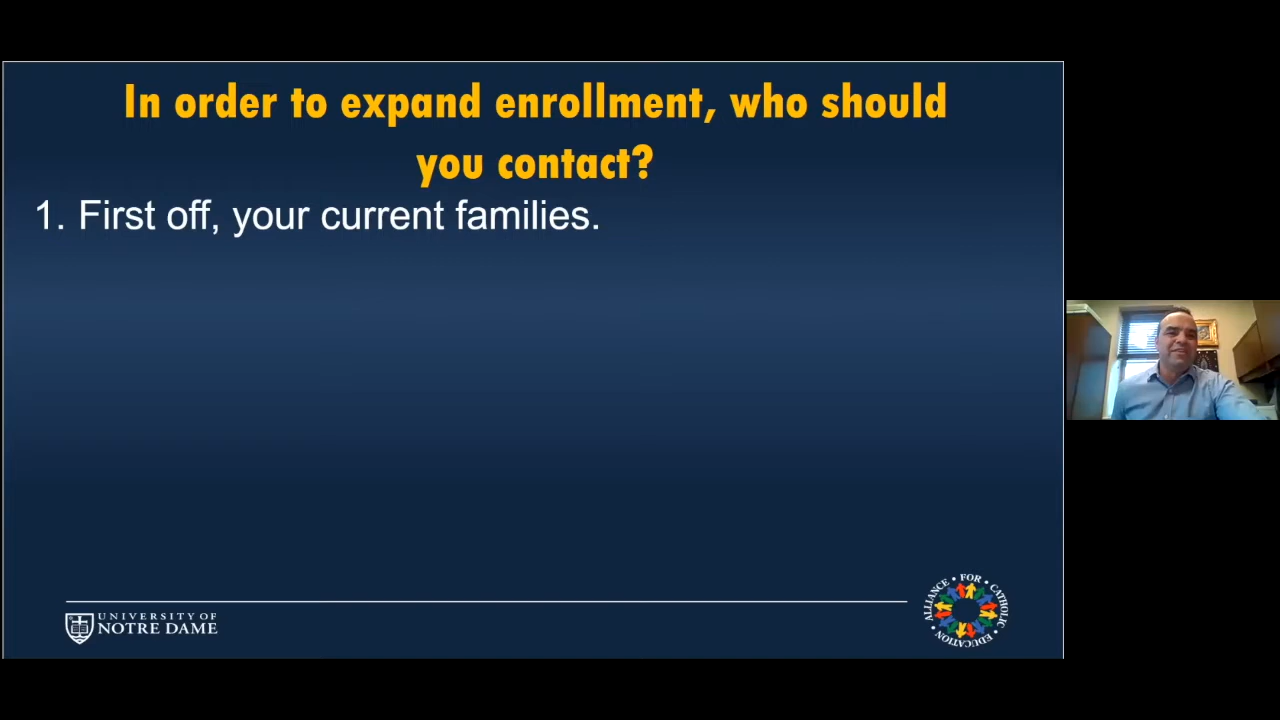 In order to expand enrollment, who should
you contact?
1. First off, your current families.
UNIVERSITY OF
NOTRE DAME
ALLIANCE • FOR • CATHOLIC • EDUCATION •